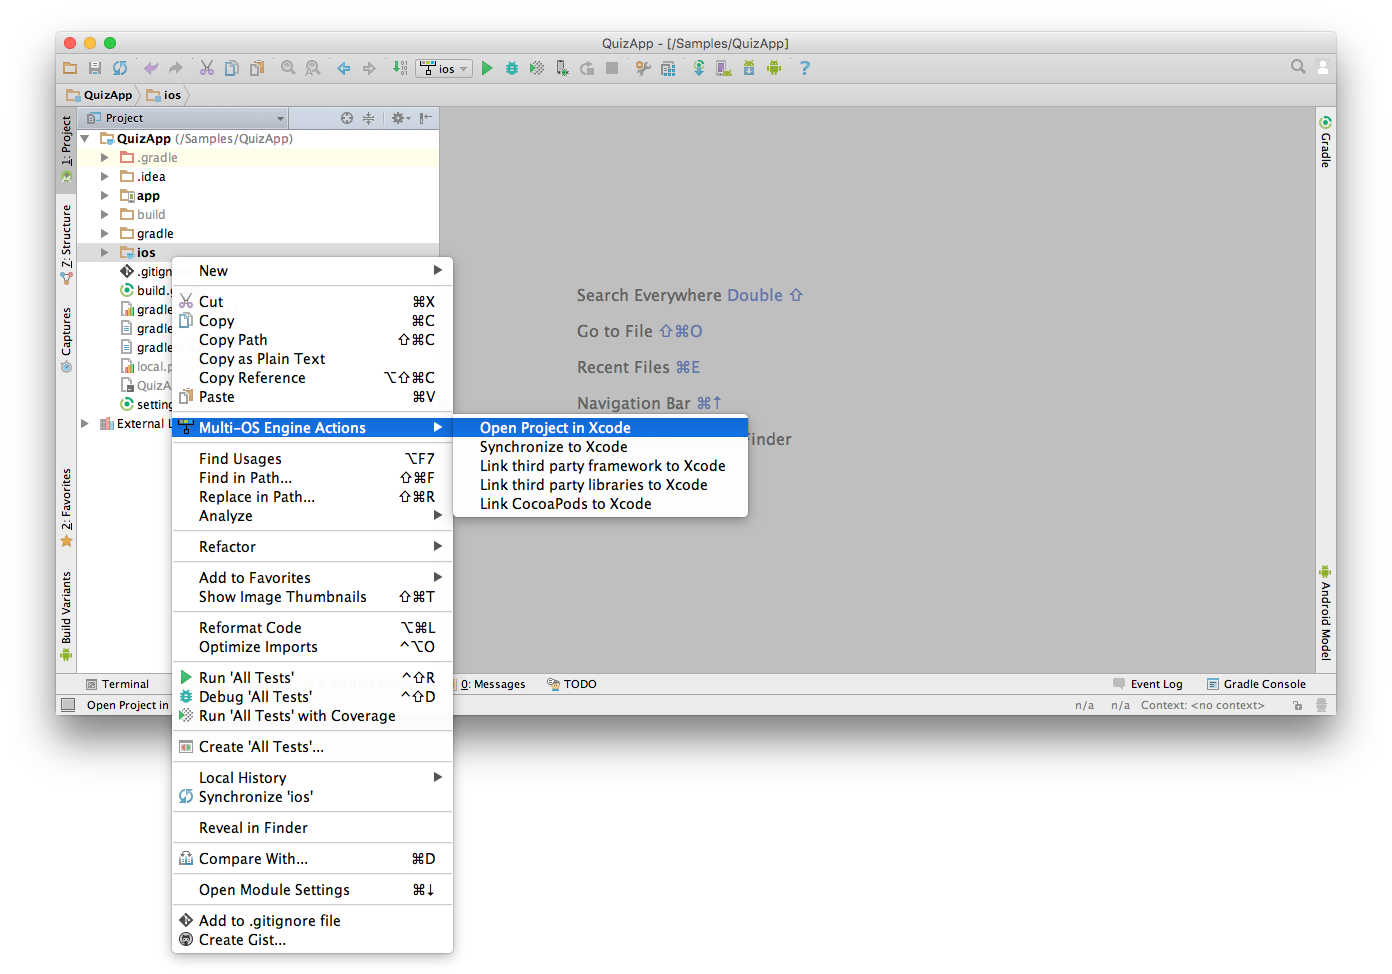 QuizApp - [/Samples/QuizApp]
ios
QuizApp
ios
Project
1: Project
Z: Structure
Captures
2: Favorites
Build Variants
QuizApp (/Samples/QuizApp)
.gradle
.idea
app
build
gradle
ios
.gitign
build.g
gradle
gradle
gradle
local.p
QuizA
setting
External L
New
Cut ⌘X
Copy ⌘C
Copy Path ⇧⌘C
Copy as Plain Text
Copy Reference ⌥⇧⌘C
Paste ⌘V
Multi-OS Engine Actions
Find Usages ⌥F7
Find in Path... ⇧⌘F
Replace in Path... ⇧⌘R
Analyze
Refactor
Add to Favorites
Show Image Thumbnails ⇧⌘T
Reformat Code ⌥⌘L
Optimize Imports ^⌥O
Run 'All Tests' ^⇧R
Debug 'All Tests' ^⇧D
Run 'All Tests' with Coverage
Create 'All Tests'...
Local History
Synchronize 'ios'
Reveal in Finder
Compare With... ⌘D
Open Module Settings ⌘↓
Add to .gitignore file
Create Gist...
Open Project in Xcode
Synchronize to Xcode
Link third party framework to Xcode
Link third party libraries to Xcode
Link CocoaPods to Xcode
Search Everywhere Double ⇧
Go to File ⇧⌘O
Recent Files ⌘E
Navigation Bar ⌘↑
inder
Gradle
Android Model
Terminal
0: Messages
TODO
Event Log
Gradle Console
Open Project in
n/a n/a Context: <no context>